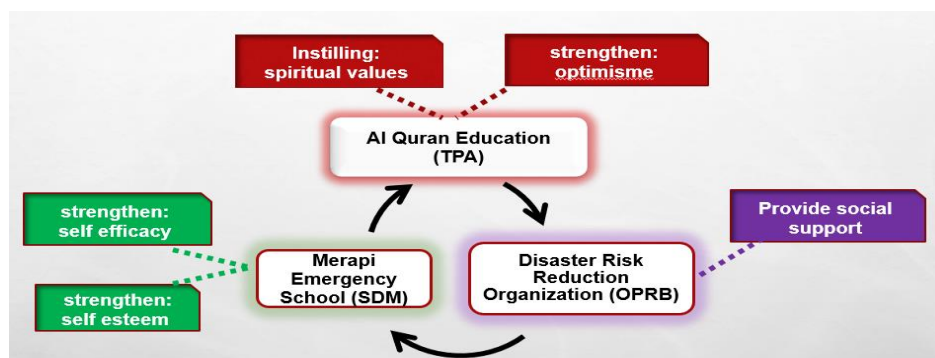 Instilling:
spiritual values
strengthen:
optimisme
Al Quran Education
(TPA)
strengthen:
self efficacy
Provide social
support
Merapi
Emergency
School (SDM)
Disaster Risk
Reduction
Organization (OPRB)
strengthen:
self esteem